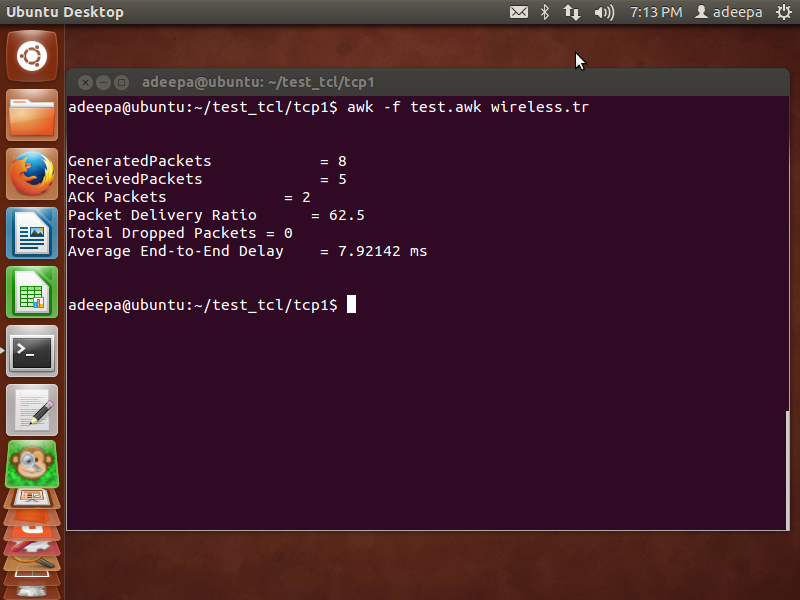 Ubuntu Desktop
7:13 PM adeepa
adeepa@ubuntu: ~/test_tcl/tcp1
adeepa@ubuntu:~/test_tcl/tcp1$ awk -f test.awk wireless.tr
GeneratedPackets = 8
ReceivedPackets = 5
ACK Packets = 2
Packet Delivery Ratio = 62.5
Total Dropped Packets = 0
Average End-to-End Delay = 7.92142 ms
adeepa@ubuntu:~/test_tcl/tcp1$